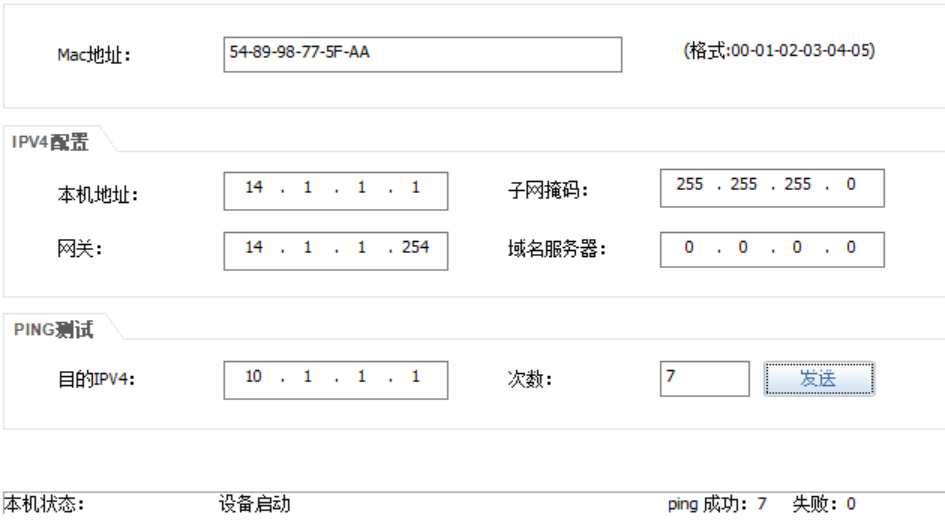 Mac地址: 54-89-98-77-5F-AA (格式:00-01-02-03-04-05)
IPV4配置
本机地址: 14 . 1 . 1 . 1 子网掩码: 255 . 255 . 255 . 0
网关: 14 . 1 . 1 . 254 域名服务器: 0 . 0 . 0 . 0
PING测试
目的IPV4: 10 . 1 . 1 . 1 次数: 7 发送
本机状态: 设备启动 ping 成功: 7 失败: 0